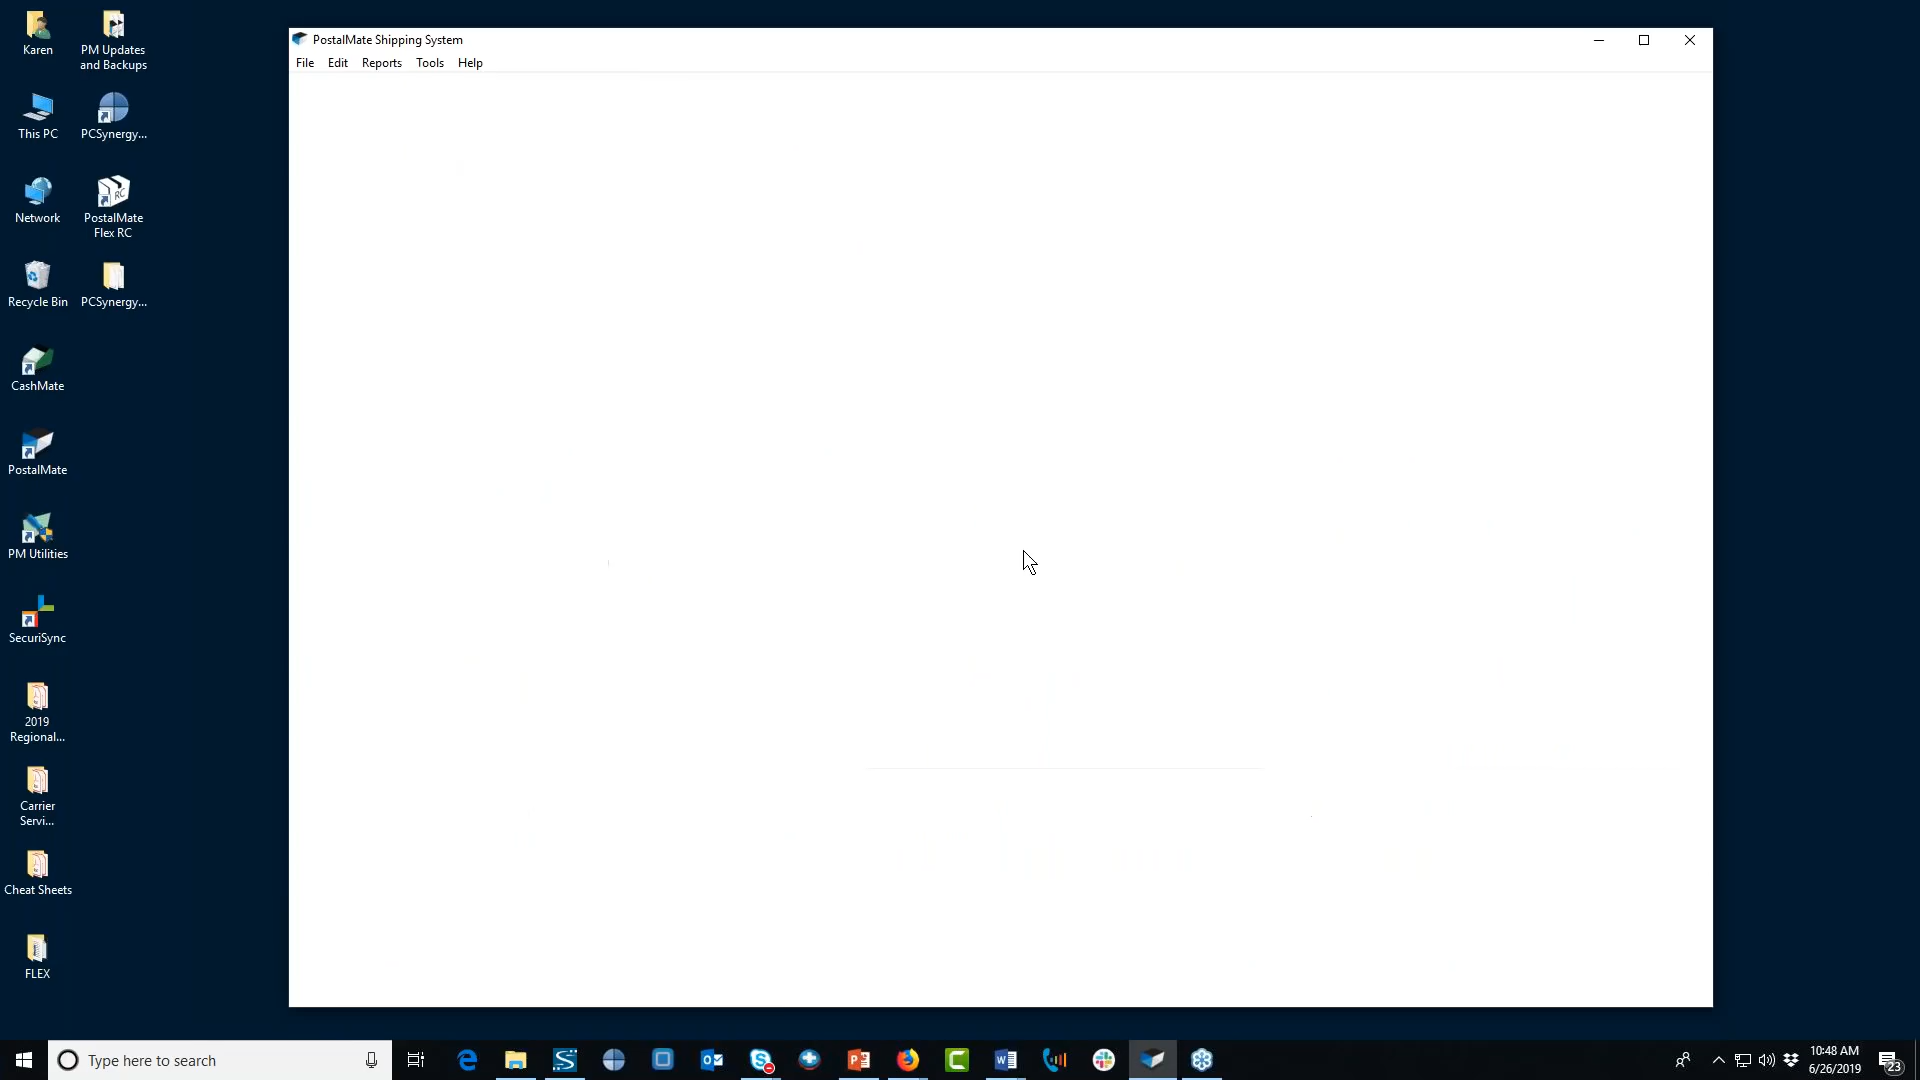 PostalMate Shipping System
File Edit Reports Tools Help
Karen
PM Updates
and Backups
This PC
PCSynergy...
Network
PostalMate
Flex RC
RC
Recycle Bin
PCSynergy...
CashMate
PostalMate
PM Utilities
SecuriSync
2019
Regional...
Carrier
Servi...
Cheat Sheets
FLEX
Type here to search
10:48 AM
6/26/2019
23